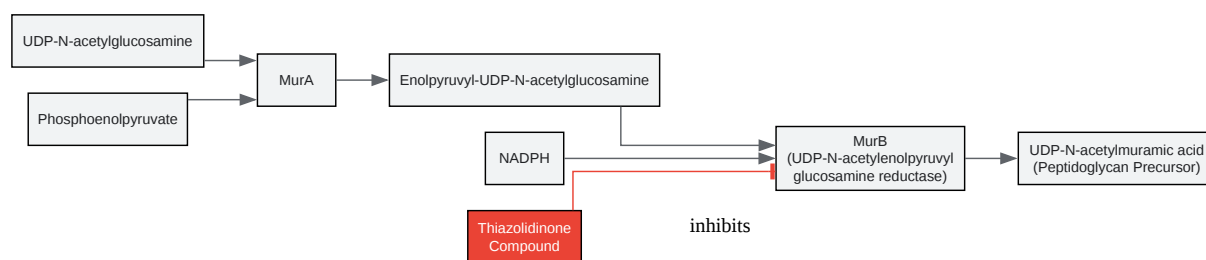 UDP-N-acetylglucosamine
Phosphoenolpyruvate
MurA
Enolpyruvyl-UDP-N-acetylglucosamine
NADPH
Thiazolidinone
Compound
inhibits
MurB
(UDP-N-acetylenolpyruvyl
glucosamine reductase)
UDP-N-acetylmuramic acid
(Peptidoglycan Precursor)